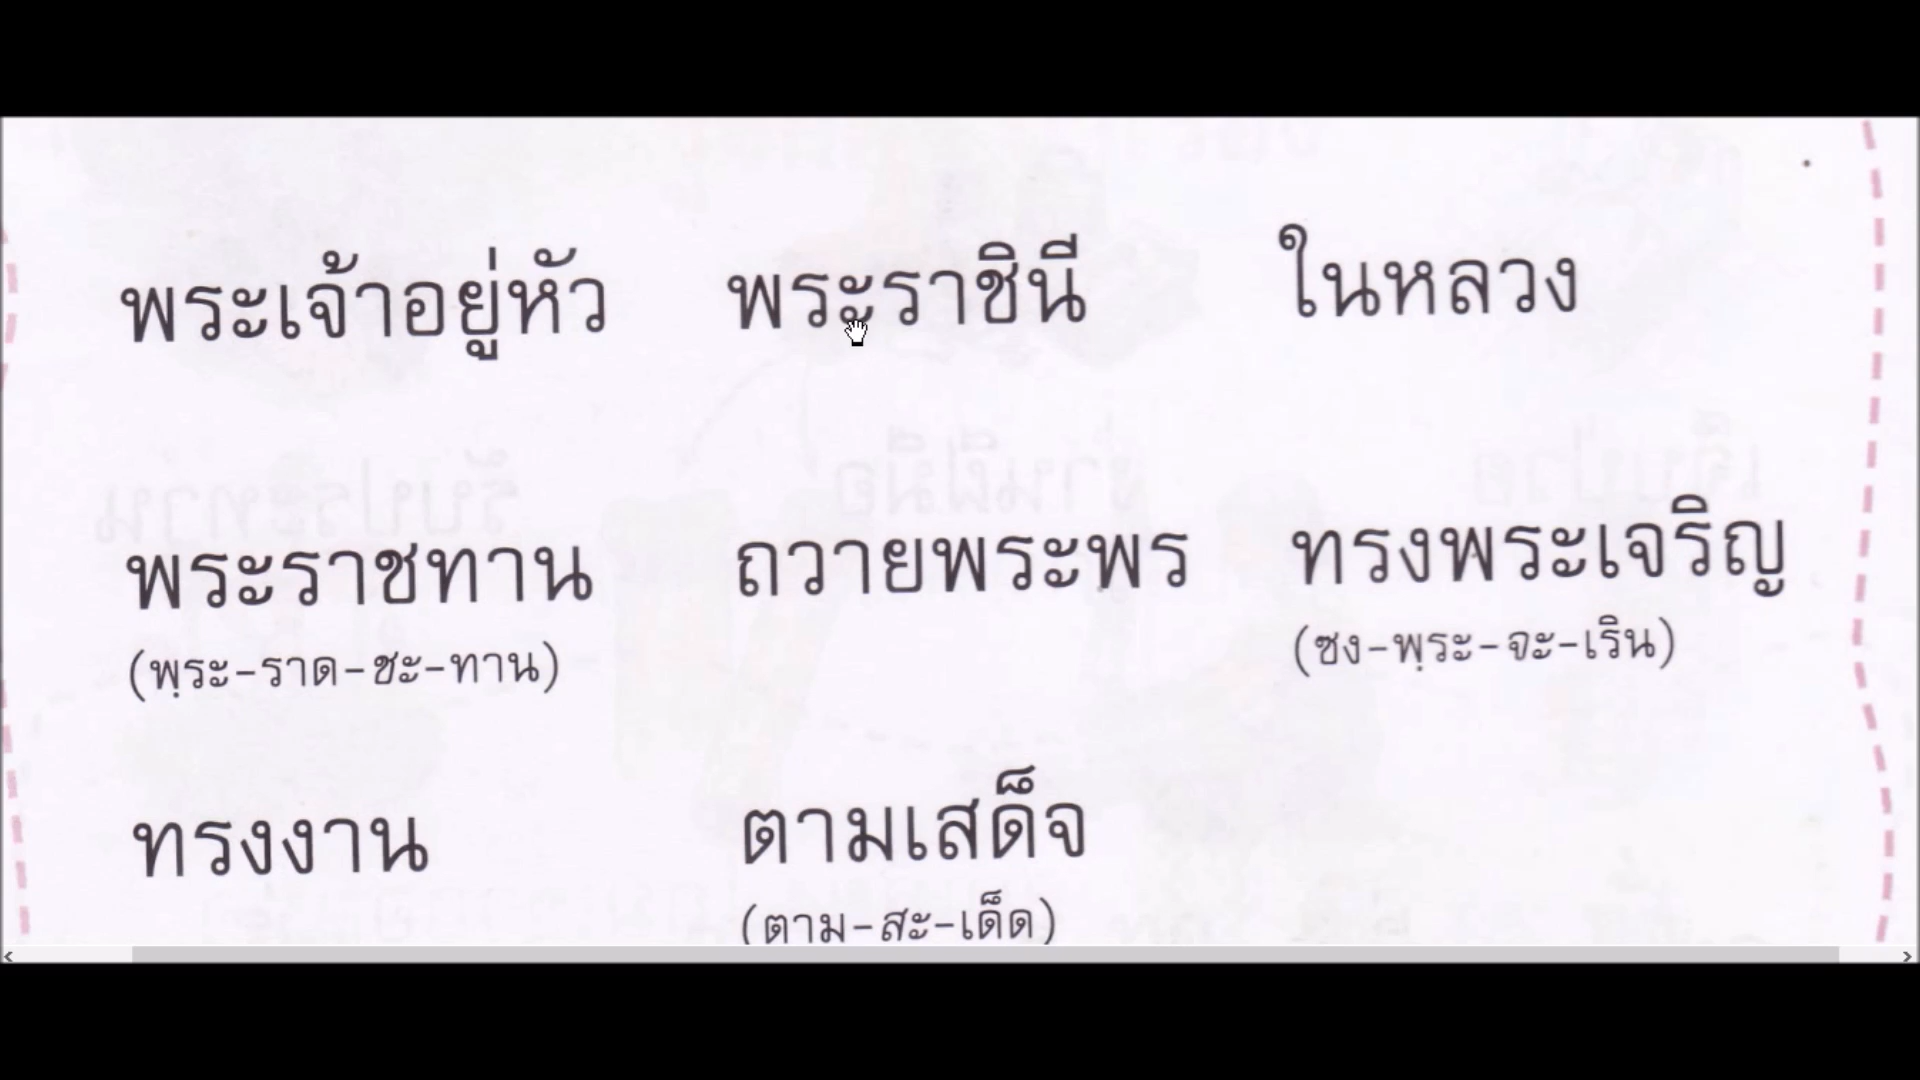 พระเจ้าอยู่หัว พระราชินี ในหลวง
พระราชทาน ถวายพระพร ทรงพระเจริญ
(พฺระ-ราด-ชะ-ทาน) (ซง-พฺระ-จะ-เริน)
ทรงงาน ตามเสด็จ
(ตาม-สะ-เด็ด)